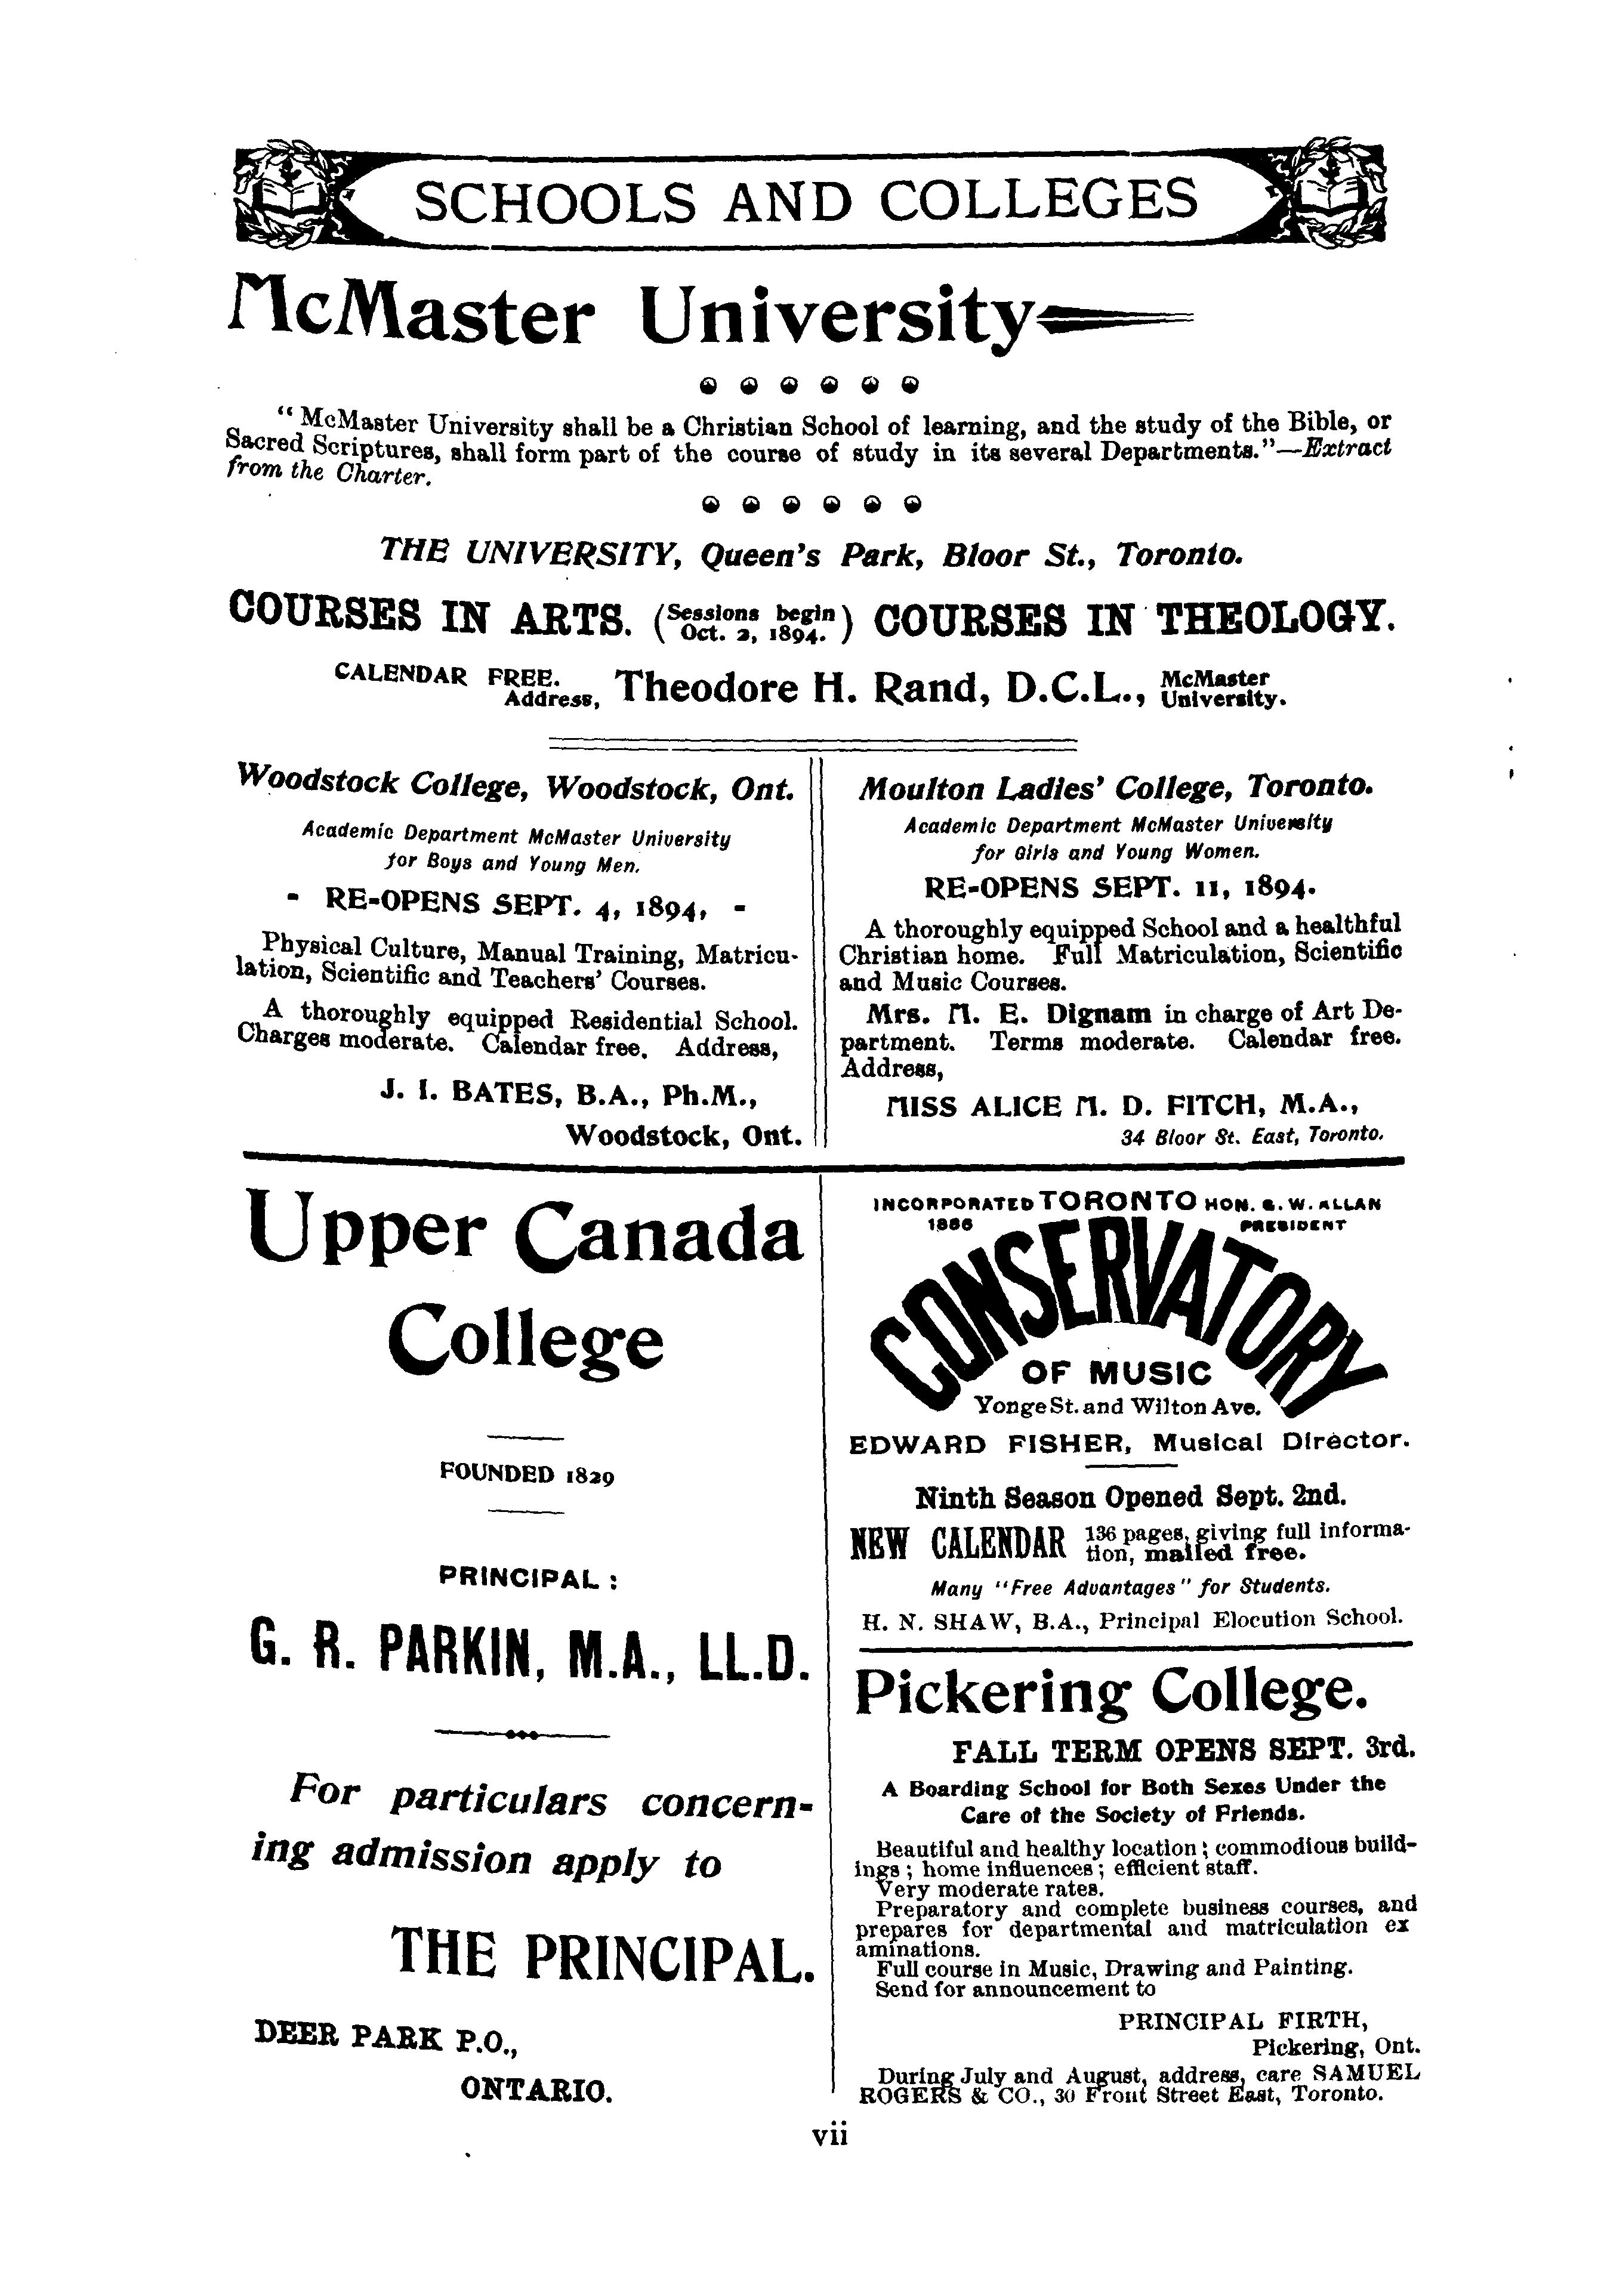 SCHOOLS AND COLLEGES
McMaster University
"McMaster University shall be a Christian School of learning, and the study of the Bible, or
Sacred Scriptures, shall form part of the course of study in its several Departments."—Extract
from the Charter.
THE UNIVERSITY, Queen's Park, Bloor St., Toronto.
COURSES IN ARTS. (Sessions begin Oct. 2, 1894.) COURSES IN THEOLOGY.
CALENDAR FREE. Address, Theodore H. Rand, D.C.L., McMaster University.
Woodstock College, Woodstock, Ont.
Academic Department McMaster University
for Boys and Young Men.
- RE-OPENS SEPT. 4, 1894, -
Physical Culture, Manual Training, Matricu-
lation, Scientific and Teachers' Courses.
A thoroughly equipped Residential School.
Charges moderate. Calendar free. Address,
J. I. BATES, B.A., Ph.M.,
Woodstock, Ont.
Moulton Ladies' College, Toronto.
Academic Department McMaster University
for Girls and Young Women.
RE-OPENS SEPT. 11, 1894.
A thoroughly equipped School and a healthful
Christian home. Full Matriculation, Scientific
and Music Courses.
Mrs. M. E. Dignam in charge of Art De-
partment. Terms moderate. Calendar free.
Address,
MISS ALICE M. D. FITCH, M.A.,
34 Bloor St. East, Toronto.
Upper Canada
College
FOUNDED 1829
PRINCIPAL:
G. R. PARKIN, M.A., LL.D.
For particulars concern-
ing admission apply to
THE PRINCIPAL.
DEER PARK P.O.,
ONTARIO.
INCORPORATED TORONTO HON. G. W. ALLAN
1886 PRESIDENT
CONSERVATORY
OF MUSIC
Yonge St. and Wilton Ave.
EDWARD FISHER, Musical Director.
Ninth Season Opened Sept. 2nd.
NEW CALENDAR 136 pages, giving full informa-
tion, mailed free.
Many "Free Advantages" for Students.
H. N. SHAW, B.A., Principal Elocution School.
Pickering College.
FALL TERM OPENS SEPT. 3rd.
A Boarding School for Both Sexes Under the
Care of the Society of Friends.
Beautiful and healthy location; commodious build-
ings; home influences; efficient staff.
Very moderate rates.
Preparatory and complete business courses, and
prepares for departmental and matriculation ex
aminations.
Full course in Music, Drawing and Painting.
Send for announcement to
PRINCIPAL FIRTH,
Pickering, Ont.
During July and August, address, care SAMUEL
ROGERS & CO., 30 Front Street East, Toronto.
vii